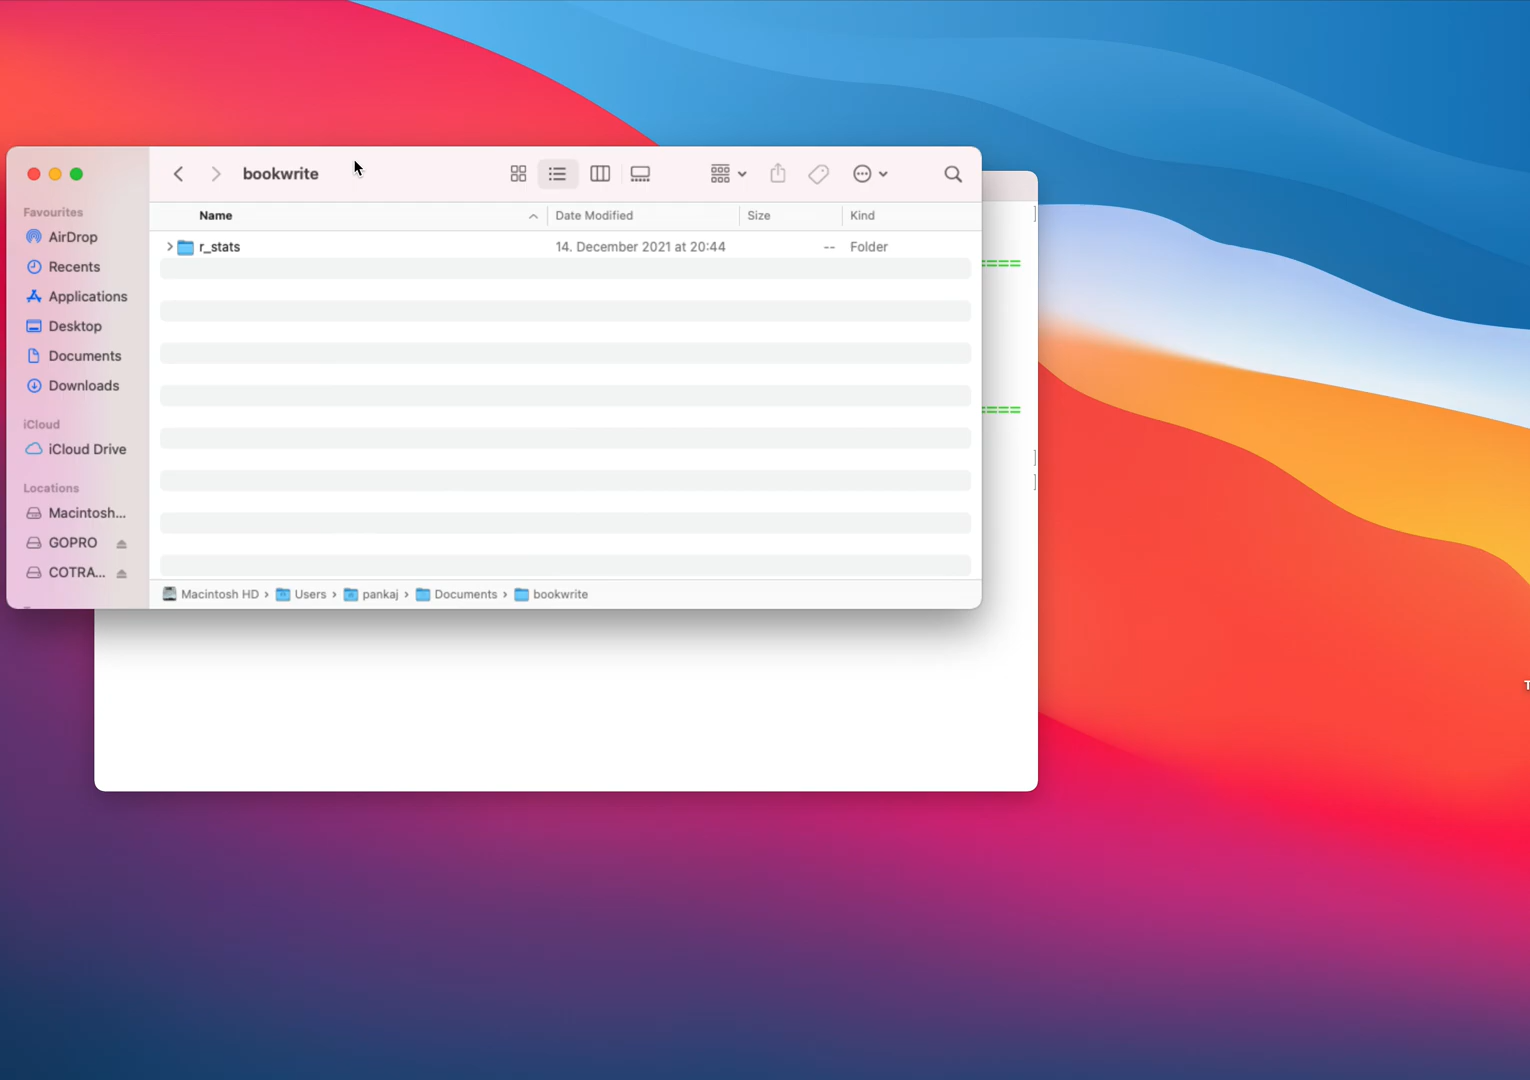 bookwrite
Favourites
AirDrop
Recents
Applications
Desktop
Documents
Downloads
iCloud
iCloud Drive
Locations
Macintosh...
GOPRO
COTRA...
Name Date Modified Size Kind
r_stats 14. December 2021 at 20:44 -- Folder
====
====
]
]
]
Macintosh HD › Users › pankaj › Documents › bookwrite
T